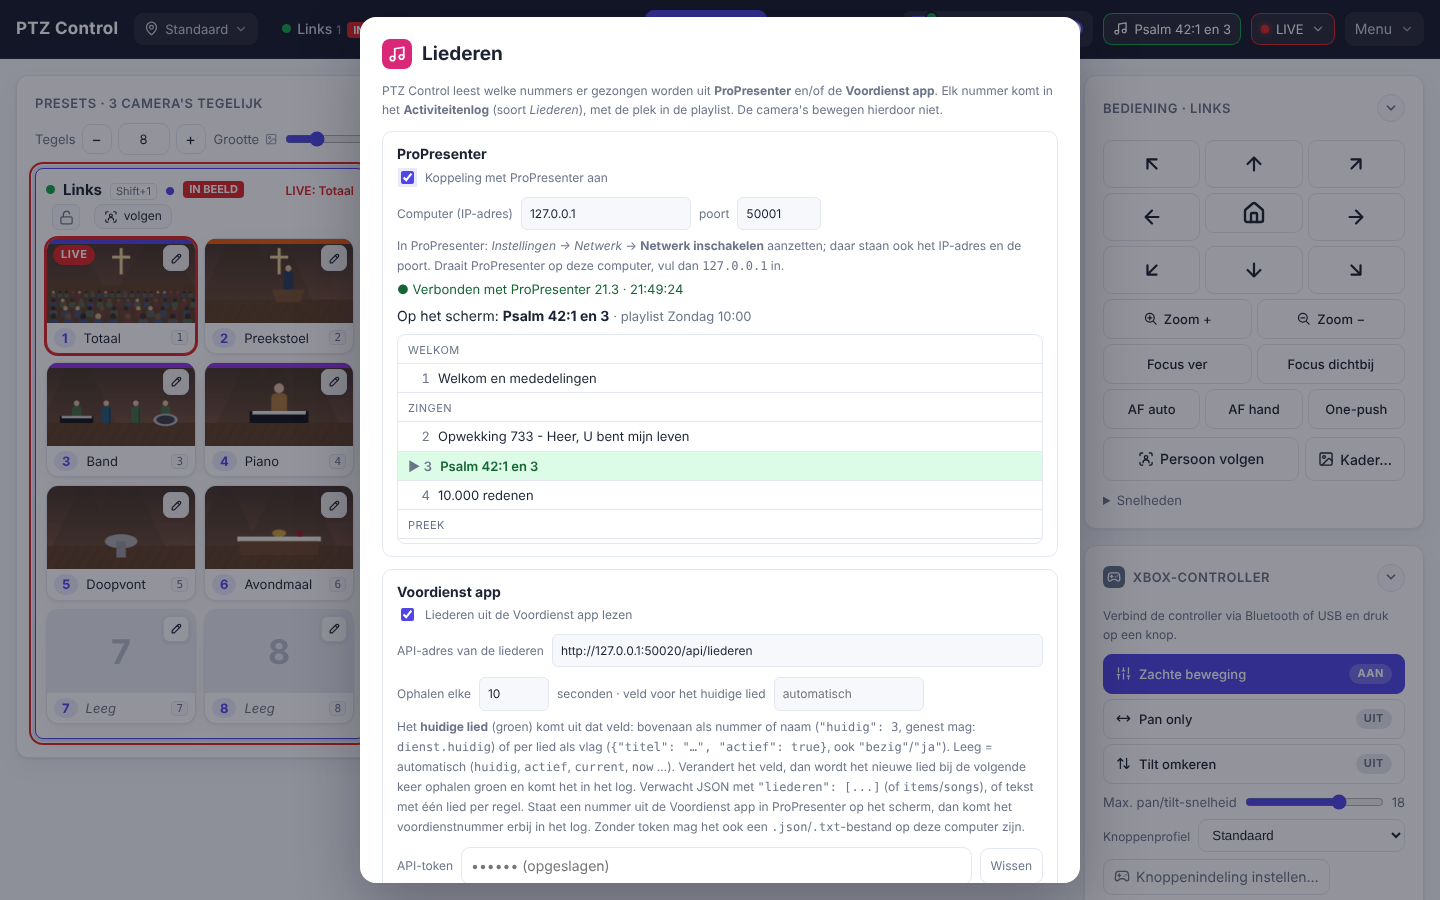 PTZ Control
Standaard
Links 1
Psalm 42:1 en 3
LIVE
Menu
PRESETS · 3 CAMERA'S TEGELIJK
Tegels − 8 + Grootte
Links Shift+1 IN BEELD LIVE: Totaal
volgen
LIVE
1 Totaal 1
2 Preekstoel 2
3 Band 3
4 Piano 4
5 Doopvont 5
6 Avondmaal 6
7
8
7 Leeg 7
8 Leeg 8
Liederen
PTZ Control leest welke nummers er gezongen worden uit ProPresenter en/of de Voordienst app. Elk nummer komt in
het Activiteitenlog (soort Liederen), met de plek in de playlist. De camera's bewegen hierdoor niet.
ProPresenter
Koppeling met ProPresenter aan
Computer (IP-adres) 127.0.0.1 poort 50001
In ProPresenter: Instellingen → Netwerk → Netwerk inschakelen aanzetten; daar staan ook het IP-adres en de
poort. Draait ProPresenter op deze computer, vul dan 127.0.0.1 in.
● Verbonden met ProPresenter 21.3 · 21:49:24
Op het scherm: Psalm 42:1 en 3 · playlist Zondag 10:00
WELKOM
1 Welkom en mededelingen
ZINGEN
2 Opwekking 733 - Heer, U bent mijn leven
▶ 3 Psalm 42:1 en 3
4 10.000 redenen
PREEK
Voordienst app
Liederen uit de Voordienst app lezen
API-adres van de liederen http://127.0.0.1:50020/api/liederen
Ophalen elke 10 seconden · veld voor het huidige lied automatisch
Het huidige lied (groen) komt uit dat veld: bovenaan als nummer of naam ("huidig": 3, genest mag:
dienst.huidig) of per lied als vlag ({"titel": "…", "actief": true}, ook "bezig"/"ja"). Leeg =
automatisch (huidig, actief, current, now …). Verandert het veld, dan wordt het nieuwe lied bij de volgende
keer ophalen groen en komt het in het log. Verwacht JSON met "liederen": [...] (of items/songs), of tekst
met één lied per regel. Staat een nummer uit de Voordienst app in ProPresenter op het scherm, dan komt het
voordienstnummer erbij in het log. Zonder token mag het ook een .json/.txt-bestand op deze computer zijn.
API-token •••••• (opgeslagen) Wissen
BEDIENING · LINKS
Zoom +
Zoom −
Focus ver
Focus dichtbij
AF auto
AF hand
One-push
Persoon volgen
Kader...
▶ Snelheden
XBOX-CONTROLLER
Verbind de controller via Bluetooth of USB en druk
op een knop.
Zachte beweging AAN
Pan only UIT
Tilt omkeren UIT
Max. pan/tilt-snelheid 18
Knoppenprofiel Standaard
Knoppenindeling instellen...